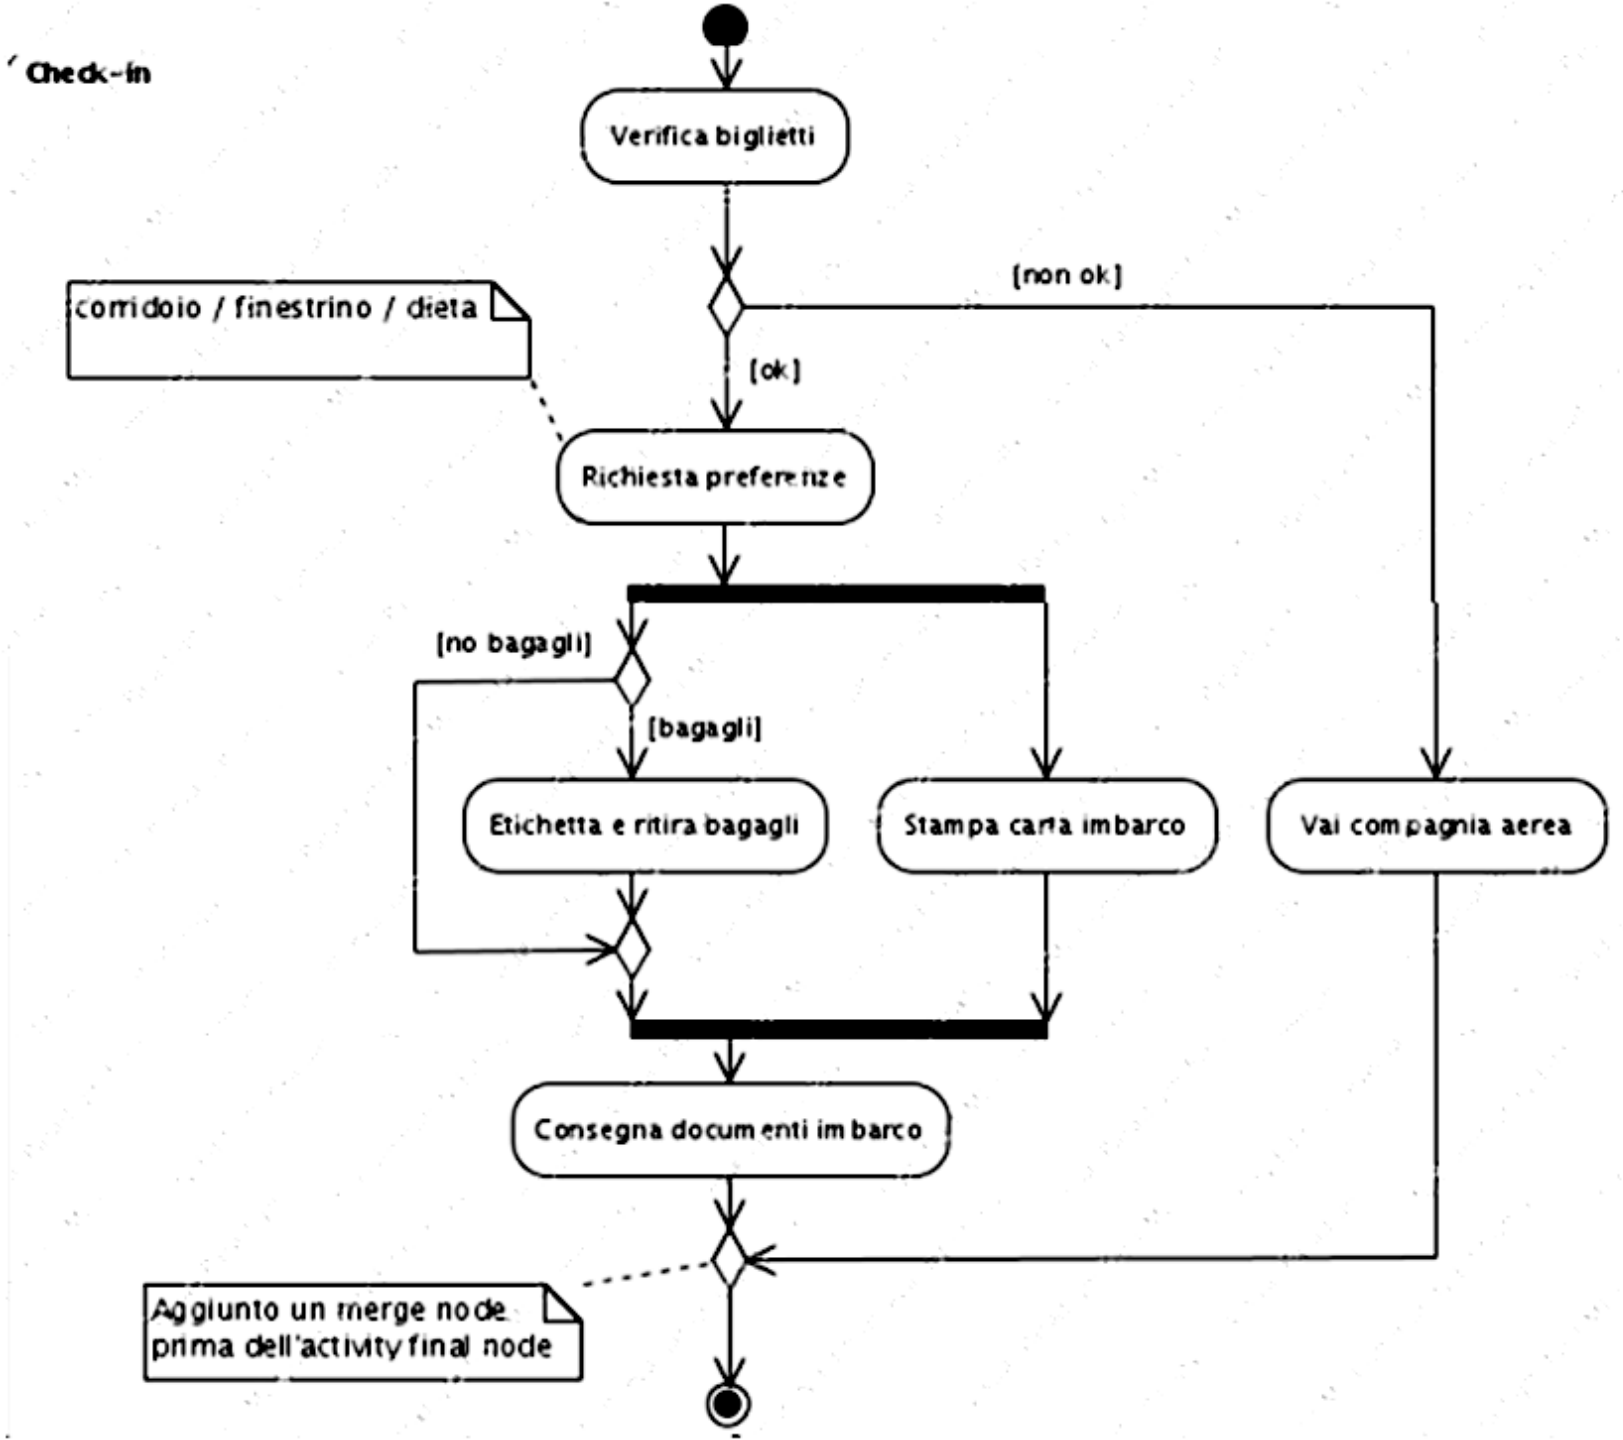 Check-in
Verifica biglietti
[non ok]
corridoio / finestrino / dieta
[ok]
Richiesta preferenze
[no bagagli]
[bagagli]
Etichetta e ritira bagagli
Stampa carta imbarco
Vai compagnia aerea
Consegna documenti imbarco
Aggiunto un merge node
prima dell'activity final node